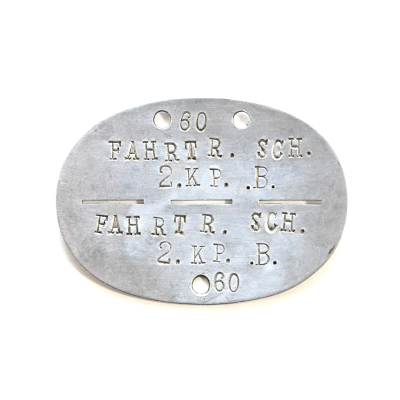 60
FAHRTR. SCH.
2.KP. .B.
FAHRTR. SCH.
2.KP. .B.
60